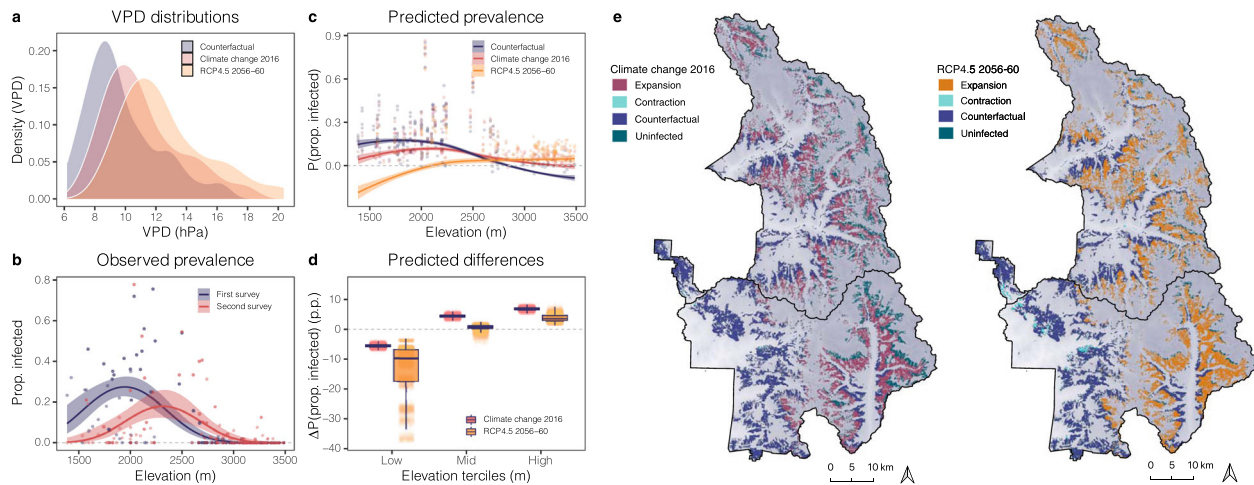 a VPD distributions
Density (VPD)
0.20
0.15
0.10
0.05
0.00
Counterfactual
Climate change 2016
RCP4.5 2056–60
6 8 10 12 14 16 18 20
VPD (hPa)
b Observed prevalence
Prop. infected
0.8
0.6
0.4
0.2
0.0
First survey
Second survey
1500 2000 2500 3000 3500
Elevation (m)
c Predicted prevalence
P(prop. infected)
0.9
0.6
0.3
0.0
Counterfactual
Climate change 2016
RCP4.5 2056–60
1500 2000 2500 3000 3500
Elevation (m)
d Predicted differences
ΔP(prop. infected) (p.p.)
10
0
−10
−20
−30
−40
Climate change 2016
RCP4.5 2056–60
Low Mid High
Elevation terciles (m)
e
Climate change 2016
Expansion
Contraction
Counterfactual
Uninfected
0 5 10 km
RCP4.5 2056-60
Expansion
Contraction
Counterfactual
Uninfected
0 5 10 km